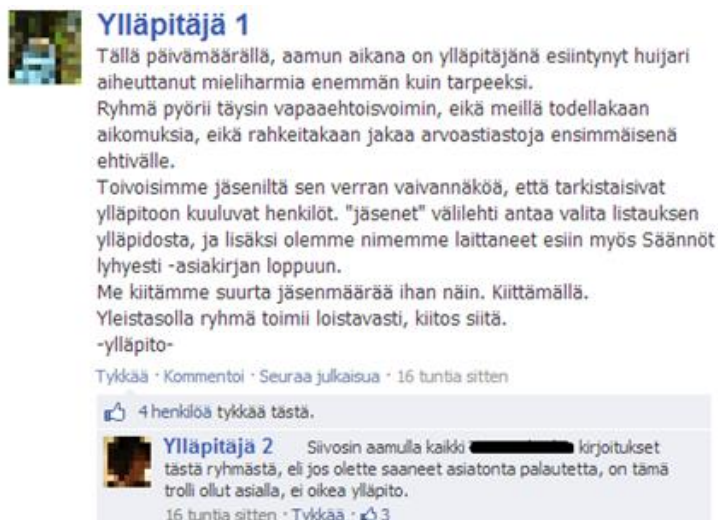 Ylläpitäjä 1
Tällä päivämäärällä, aamun aikana on ylläpitäjänä esiintynyt huijari
aiheuttanut mieliharmia enemmän kuin tarpeeksi.
Ryhmä pyörii täysin vapaaehtoisvoimin, eikä meillä todellakaan
aikomuksia, eikä rahkeitakaan jakaa arvoastiastoja ensimmäisenä
ehtivälle.
Toivoisimme jäseniltä sen verran vaivannäköä, että tarkistaisivat
ylläpitoon kuuluvat henkilöt. "jäsenet" välilehti antaa valita listauksen
ylläpidosta, ja lisäksi olemme nimemme laittaneet esiin myös Säännöt
lyhyesti -asiakirjan loppuun.
Me kiitämme suurta jäsenmäärää ihan näin. Kiittämällä.
Yleistasolla ryhmä toimii loistavasti, kiitos siitä.
-ylläpito-
Tykkää · Kommentoi · Seuraa julkaisua · 16 tuntia sitten
4 henkilöä tykkää tästä.
Ylläpitäjä 2 Siivosin aamulla kaikki kirjoitukset
tästä ryhmästä, eli jos olette saaneet asiatonta palautetta, on tämä
trolli ollut asialla, ei oikea ylläpito.
16 tuntia sitten · Tykkää · 3